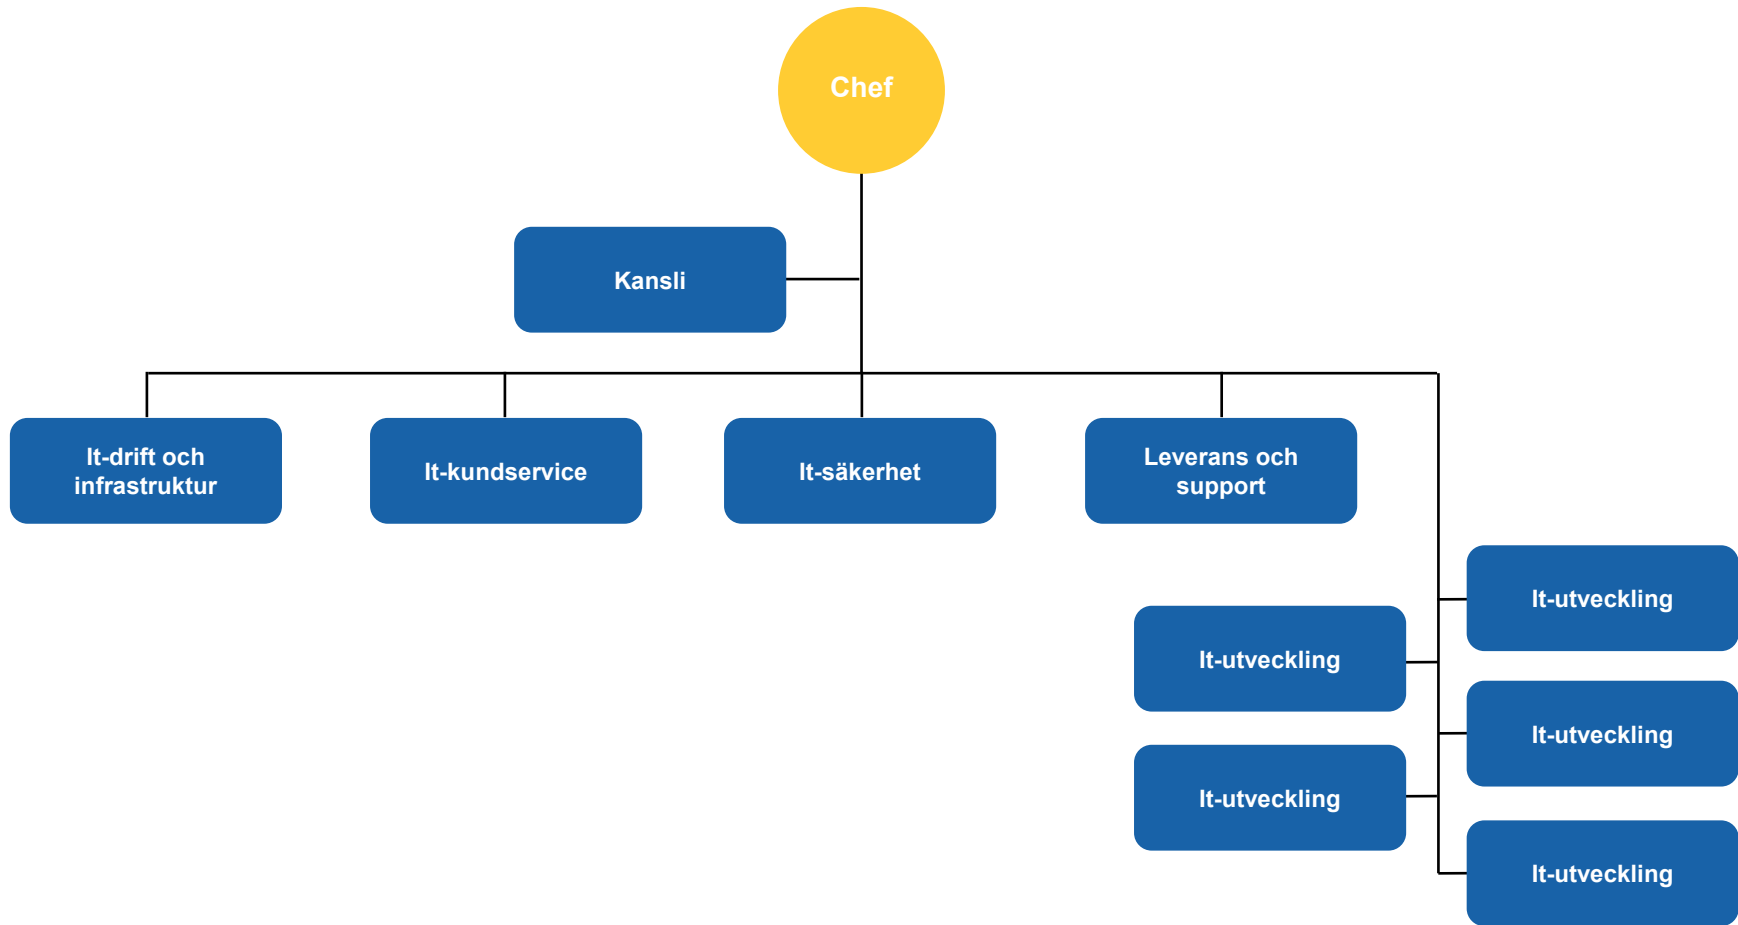 Chef
Kansli
It-drift och
infrastruktur
It-kundservice
It-säkerhet
Leverans och
support
It-utveckling
It-utveckling
It-utveckling
It-utveckling
It-utveckling